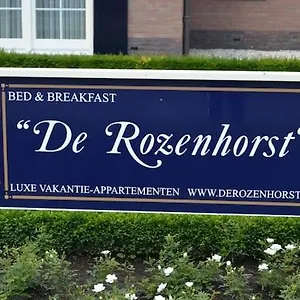 BED & BREAKFAST
“De Rozenhorst”
LUXE VAKANTIE-APPARTEMENTEN WWW.DEROZENHORST